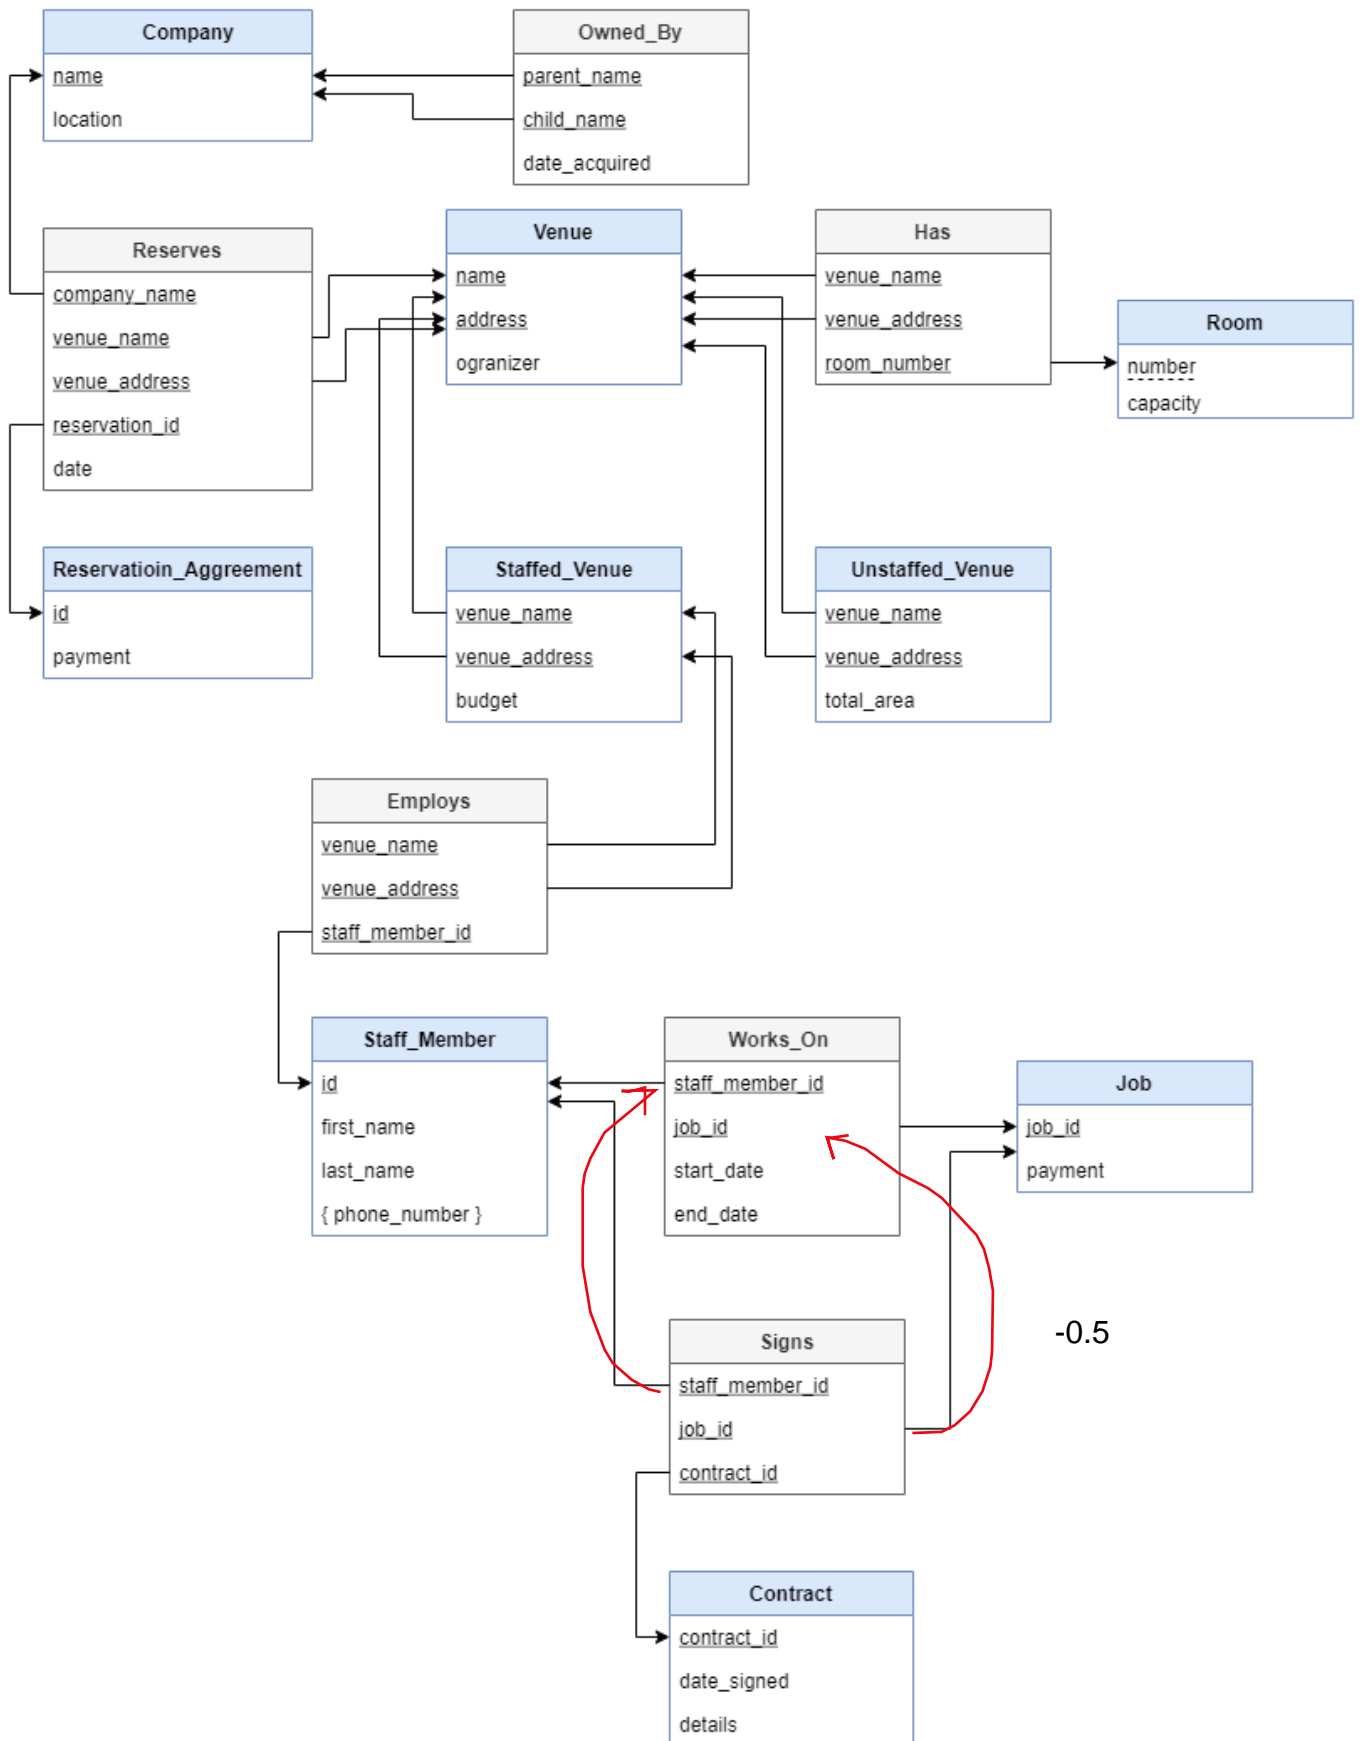 Company
name
location
Owned_By
parent_name
child_name
date_acquired
Reserves
company_name
venue_name
venue_address
reservation_id
date
Venue
name
address
ogranizer
Has
venue_name
venue_address
room_number
Room
number
capacity
Reservatioin_Aggreement
id
payment
Staffed_Venue
venue_name
venue_address
budget
Unstaffed_Venue
venue_name
venue_address
total_area
Employs
venue_name
venue_address
staff_member_id
Staff_Member
id
first_name
last_name
{ phone_number }
Works_On
staff_member_id
job_id
start_date
end_date
Job
job_id
payment
Signs
staff_member_id
job_id
contract_id
-0.5
Contract
contract_id
date_signed
details